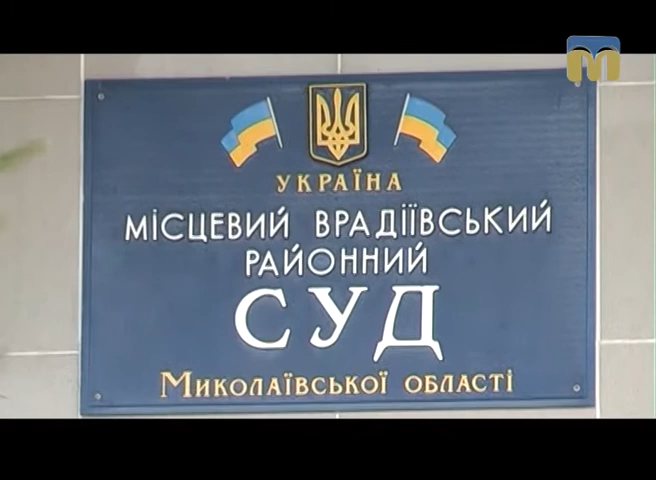 УКРАЇНА
МІСЦЕВИЙ ВРАДІЇВСЬКИЙ
РАЙОННИЙ
СУД
МИКОЛАЇВСЬКОЇ ОБЛАСТІ